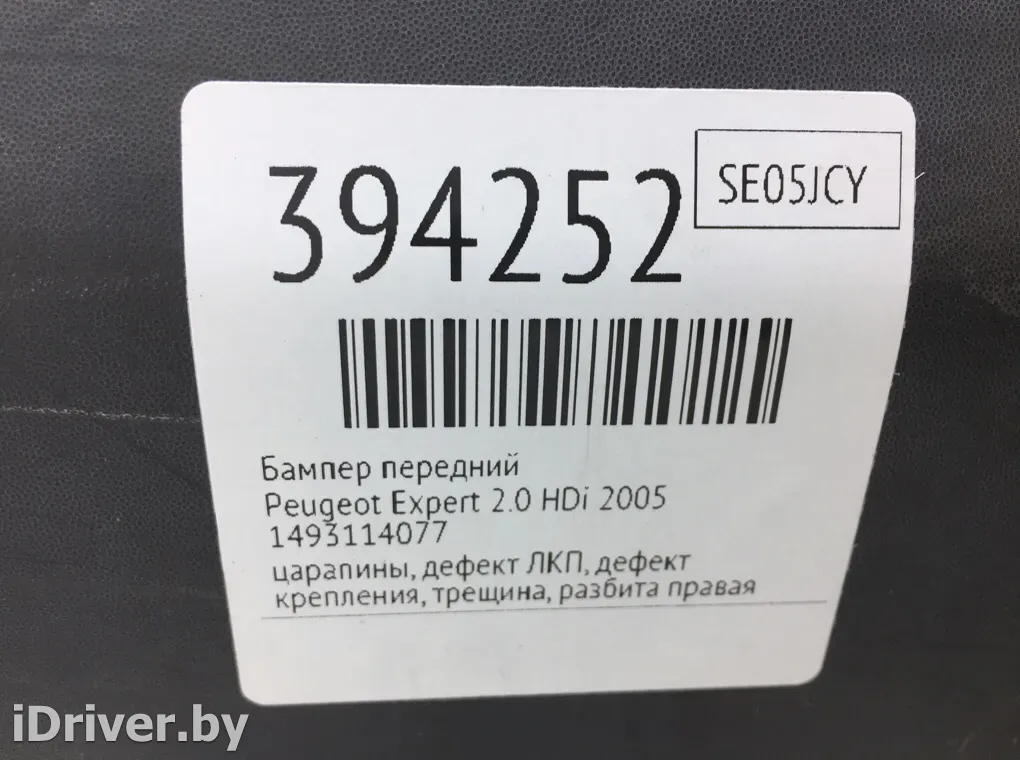 394252
SE05JCY
Бампер передний
Peugeot Expert 2.0 HDi 2005
1493114077
царапины, дефект ЛКП, дефект
крепления, трещина, разбита правая
iDriver.by